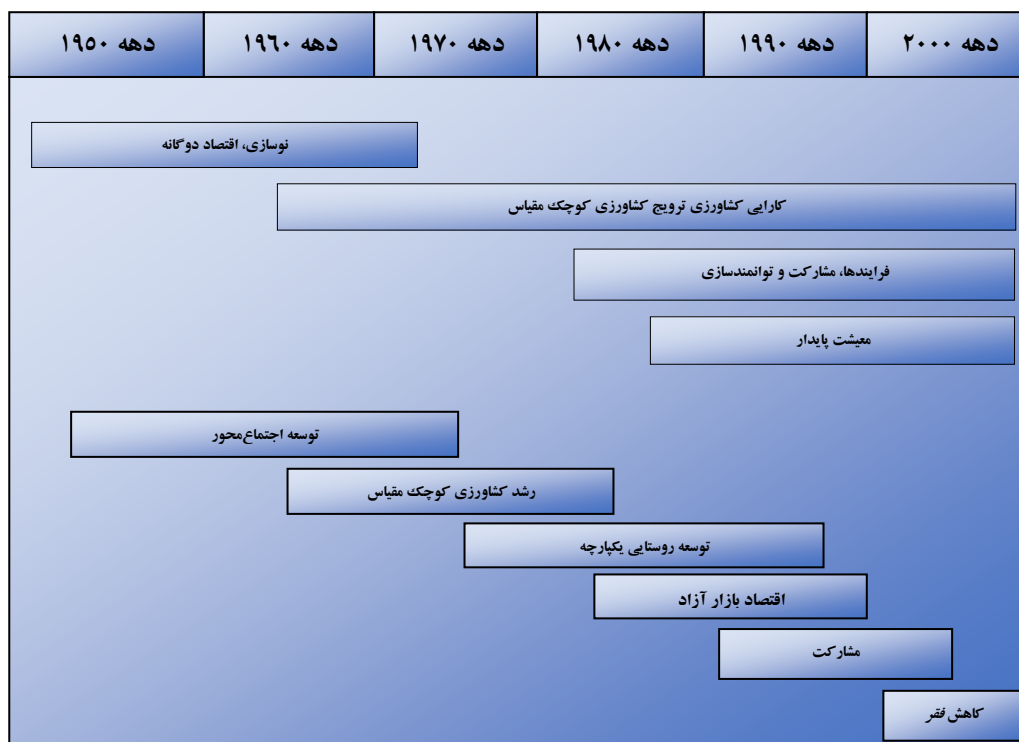 دهه ۱۹۵۰
دهه ۱۹۶۰
دهه ۱۹۷۰
دهه ۱۹۸۰
دهه ۱۹۹۰
دهه ۲۰۰۰
نوسازی، اقتصاد دوگانه
کارایی کشاورزی ترویج کشاورزی کوچک مقیاس
فرایندها، مشارکت و توانمندسازی
معیشت پایدار
توسعه اجتماع‌محور
رشد کشاورزی کوچک مقیاس
توسعه روستایی یکپارچه
اقتصاد بازار آزاد
مشارکت
کاهش فقر